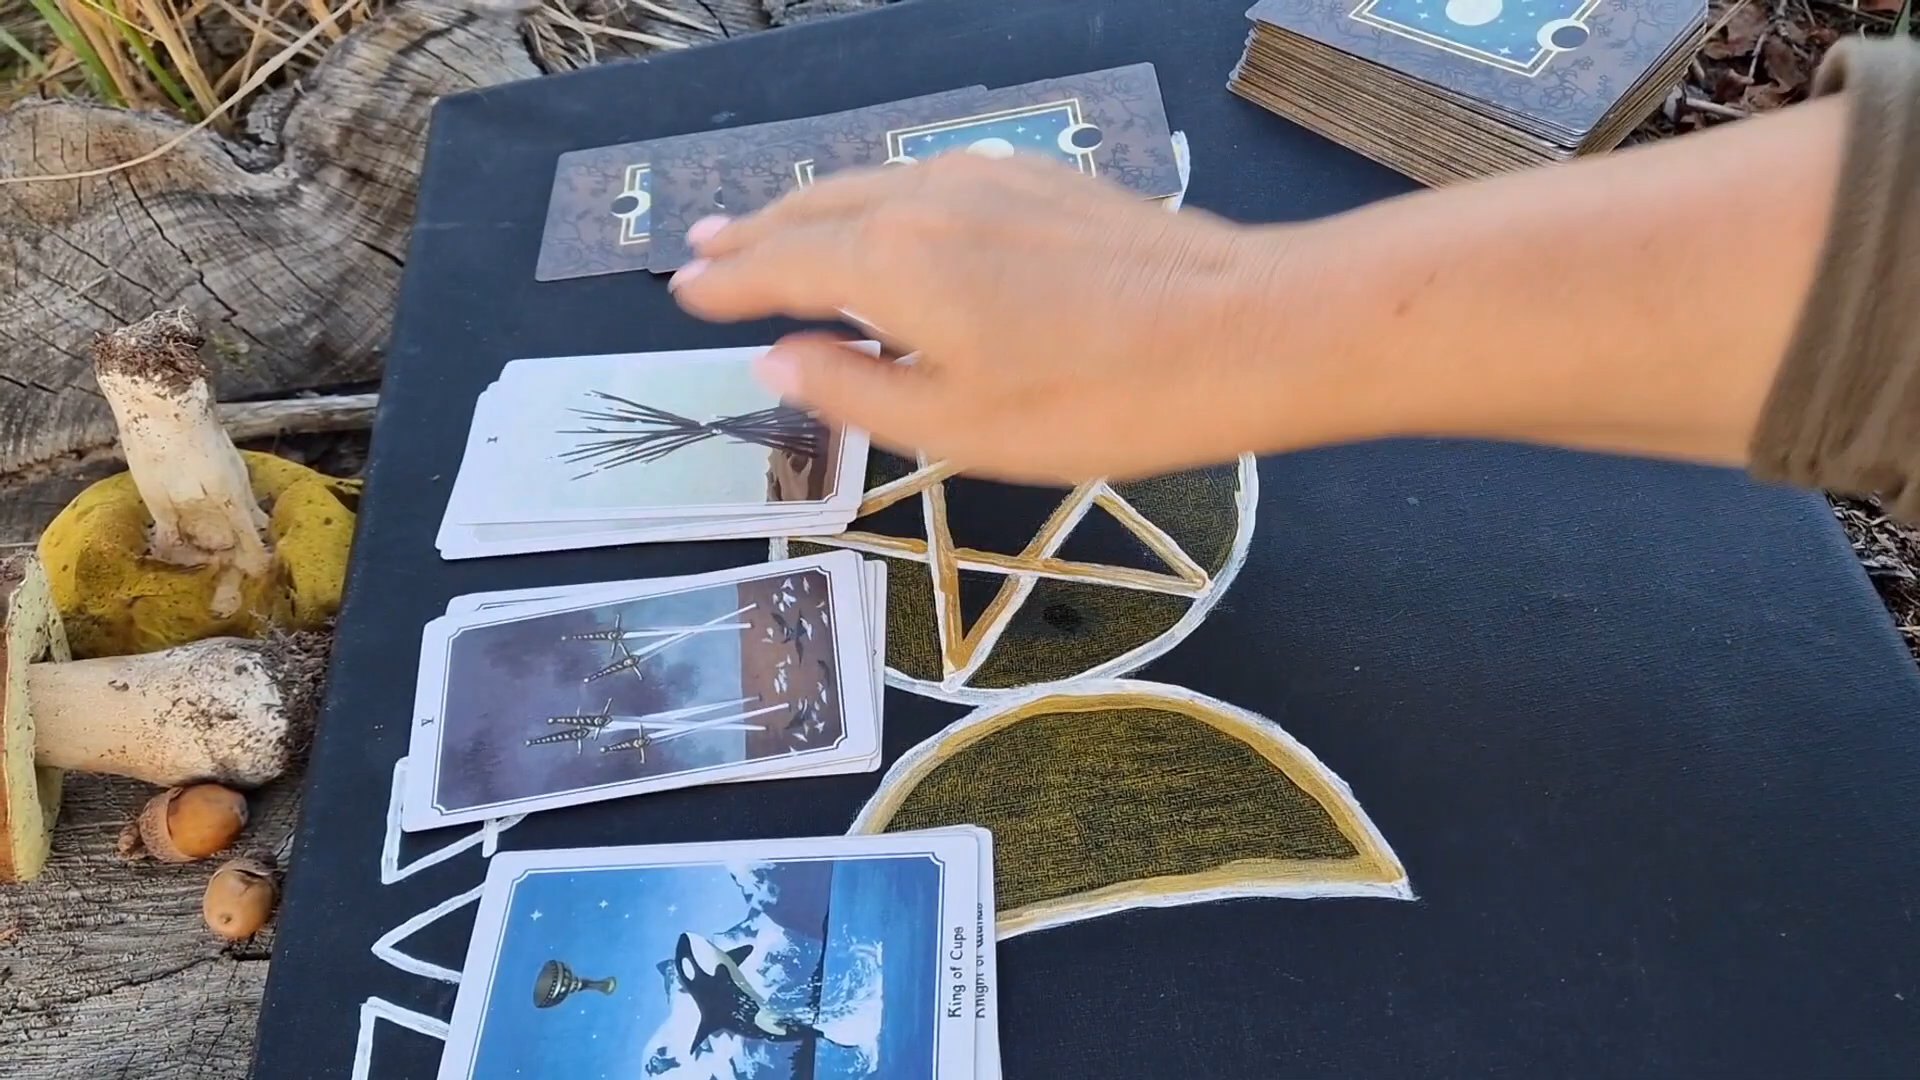 X
V
King of Cups
Knight of Wands